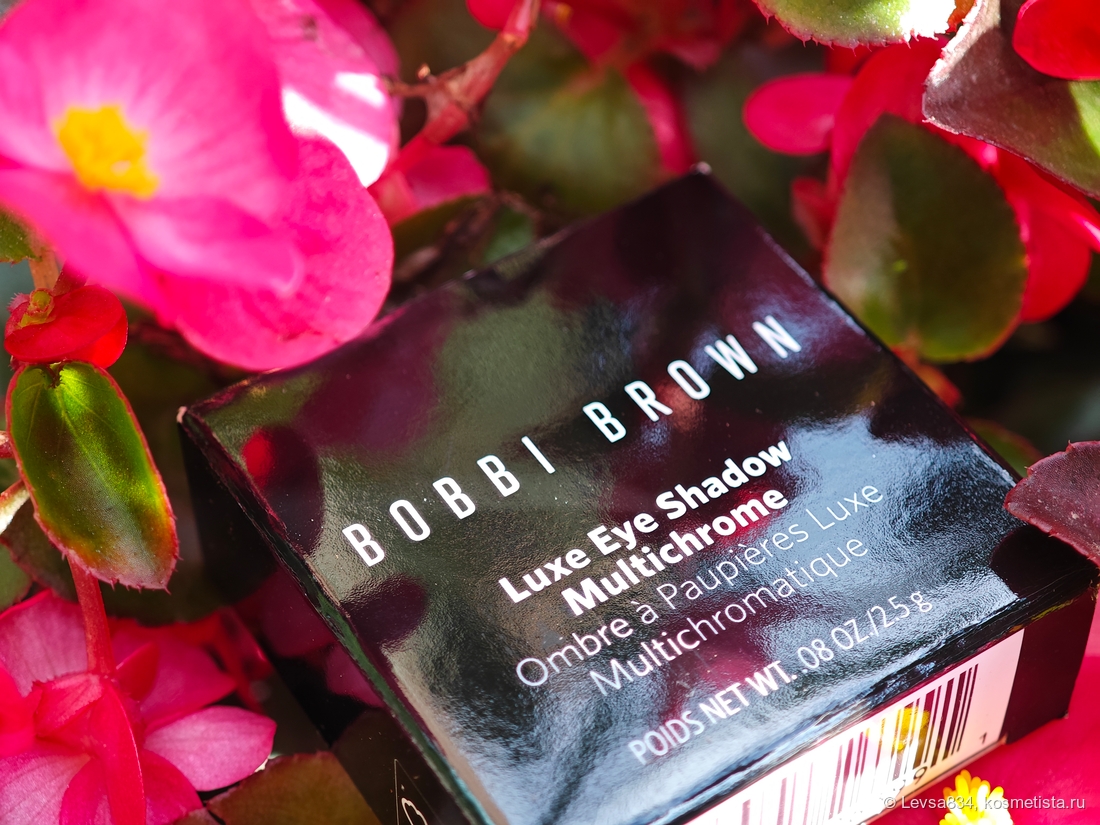 BOBBI BROWN
Luxe Eye Shadow
Multichrome
Ombre à Paupières Luxe
Multichromatique
POIDS NET WT. .08 OZ./2.5 g
© Levsa634, kosmetista.ru